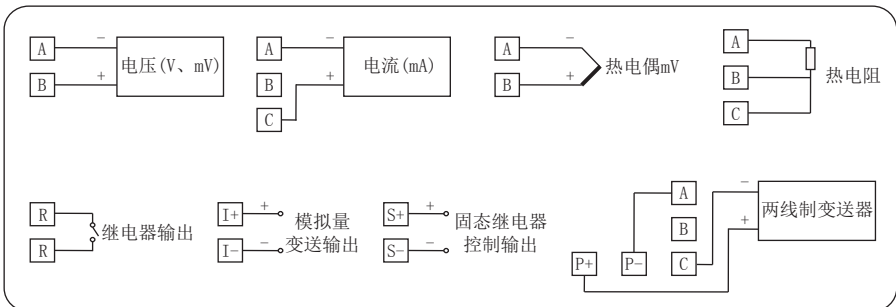 A
−
B
+
电压(V、mV)
A
−
B
+
C
电流(mA)
A
−
B
+
热电偶mV
A
B
C
热电阻
R
R
继电器输出
I+
+
I−
−
模拟量
变送输出
S+
+
S−
−
固态继电器
控制输出
P+
P−
A
B
C
−
+
两线制变送器